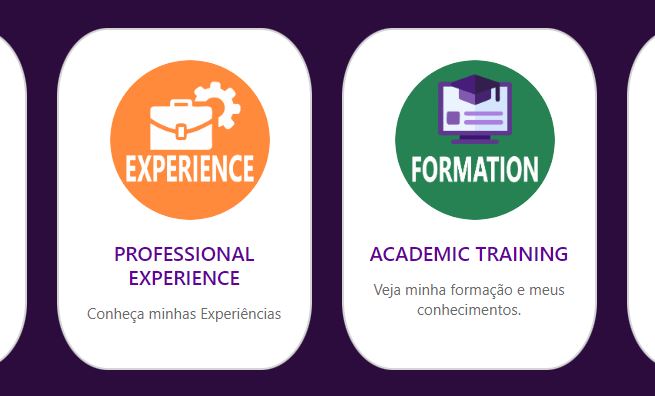 EXPERIENCE
PROFESSIONAL
EXPERIENCE
Conheça minhas Experiências
FORMATION
ACADEMIC TRAINING
Veja minha formação e meus
conhecimentos.